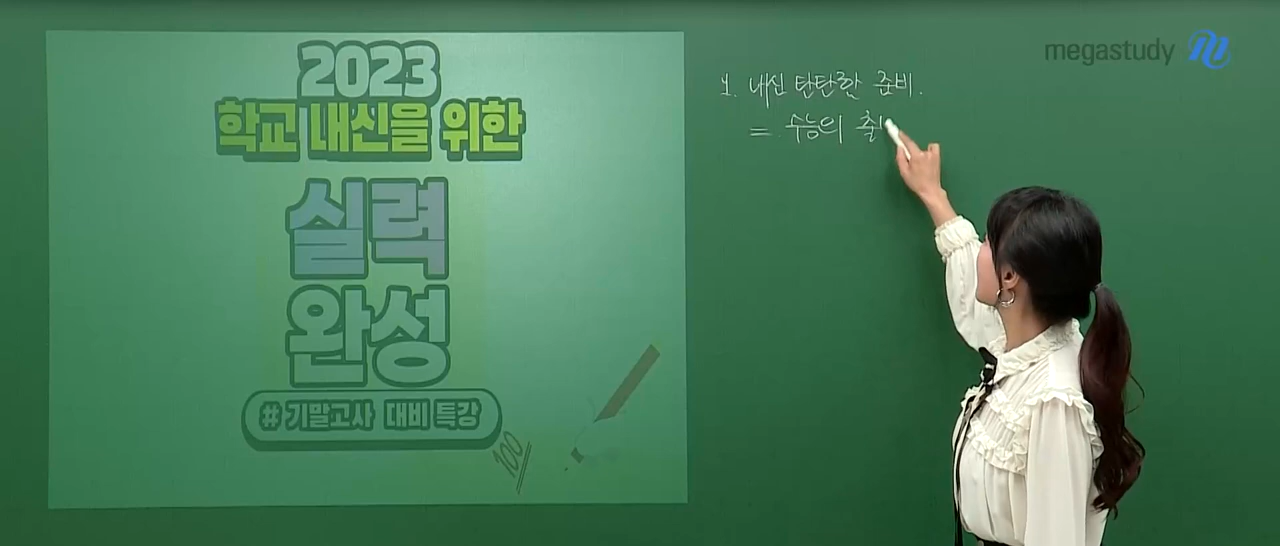 2023
학교 내신을 위한
실력
완성
# 기말고사 대비 특강
100
megastudy
1. 내신 탄탄한 준비.
= 수능의 출